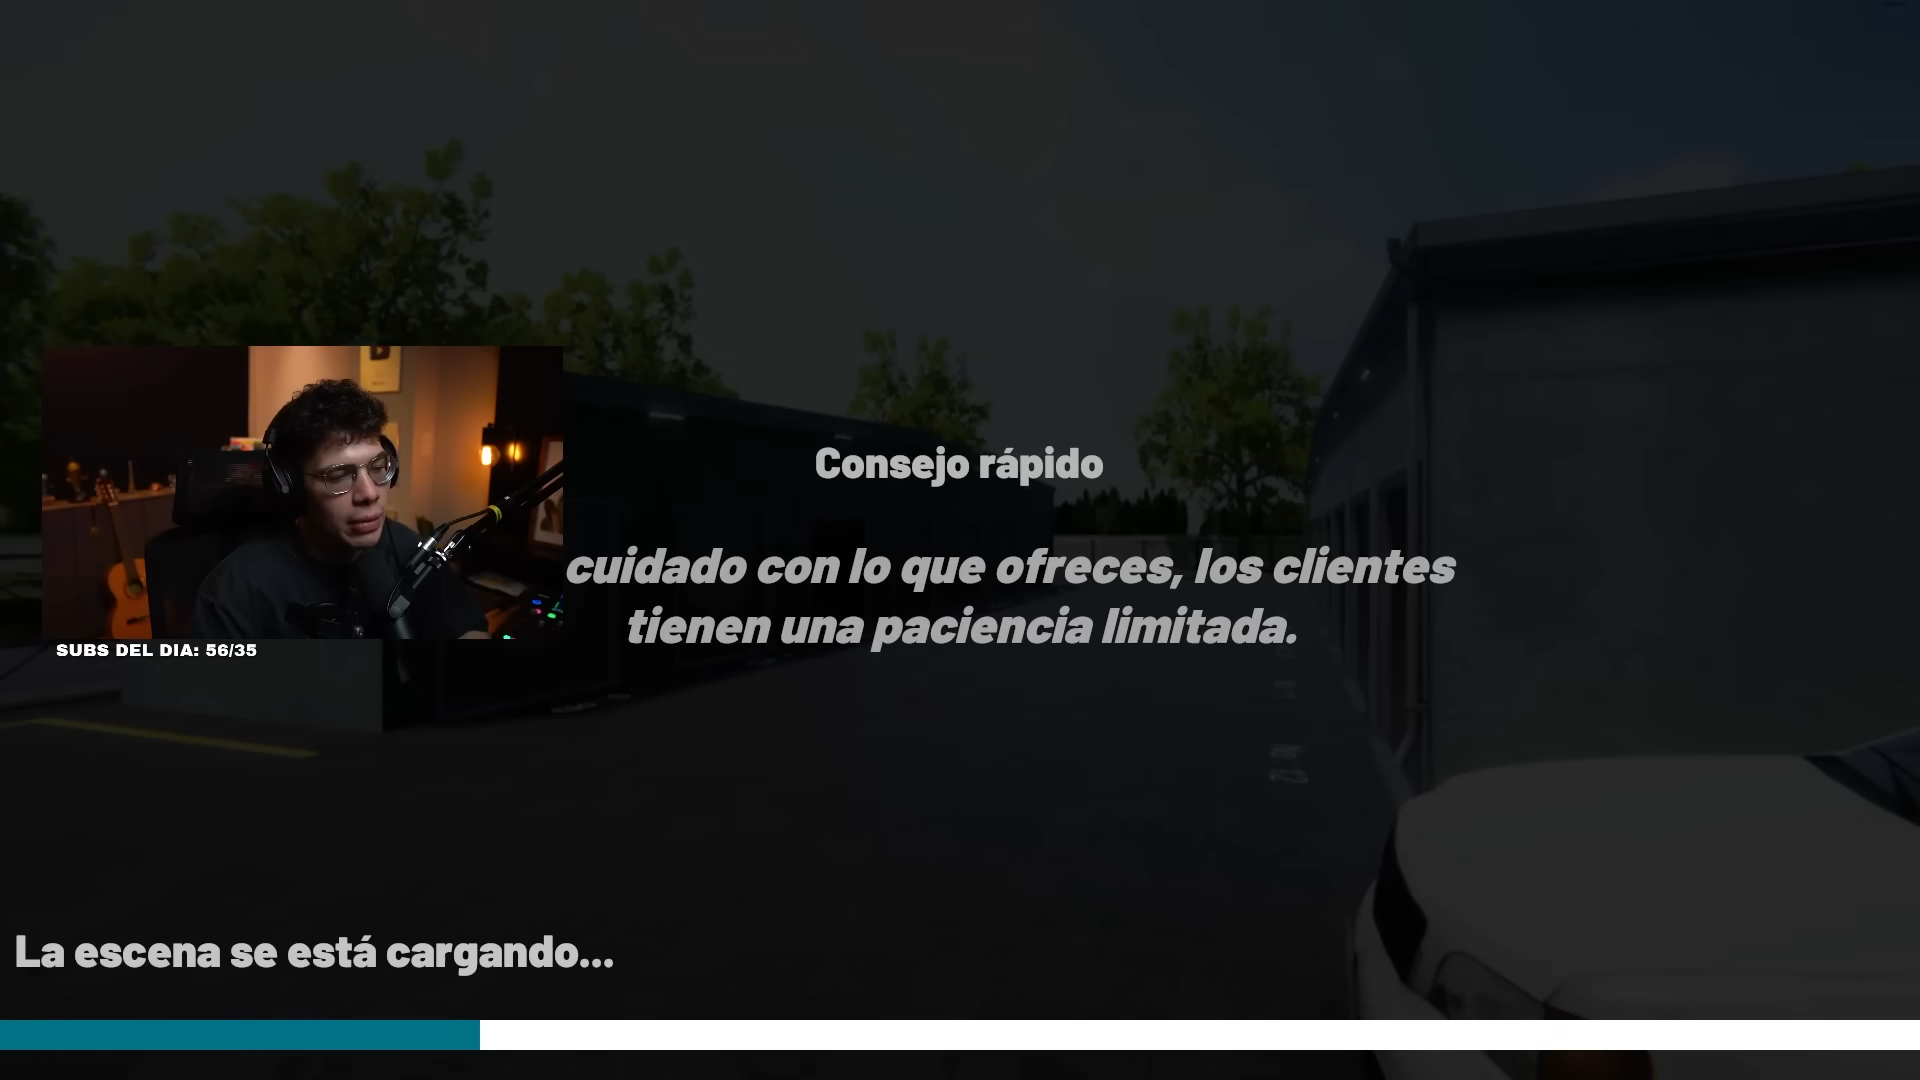 Consejo rápido
cuidado con lo que ofreces, los clientes
tienen una paciencia limitada.
SUBS DEL DIA: 56/35
La escena se está cargando...